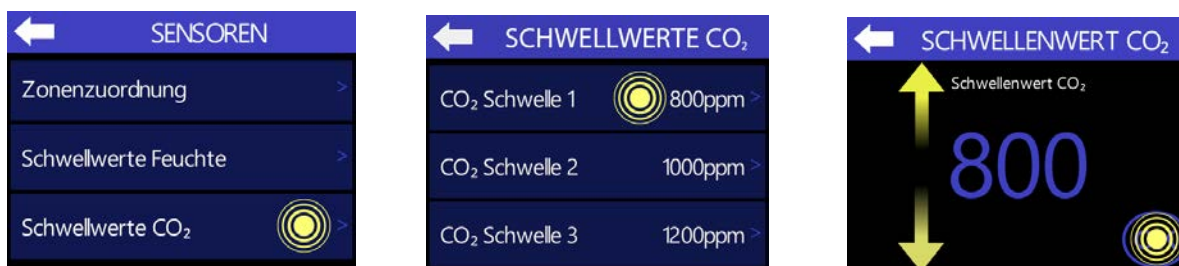 SENSOREN
Zonenzuordnung >
Schwellwerte Feuchte >
Schwellwerte CO₂ >
SCHWELLWERTE CO₂
CO₂ Schwelle 1 800ppm >
CO₂ Schwelle 2 1000ppm >
CO₂ Schwelle 3 1200ppm >
SCHWELLENWERT CO₂
Schwellenwert CO₂
800